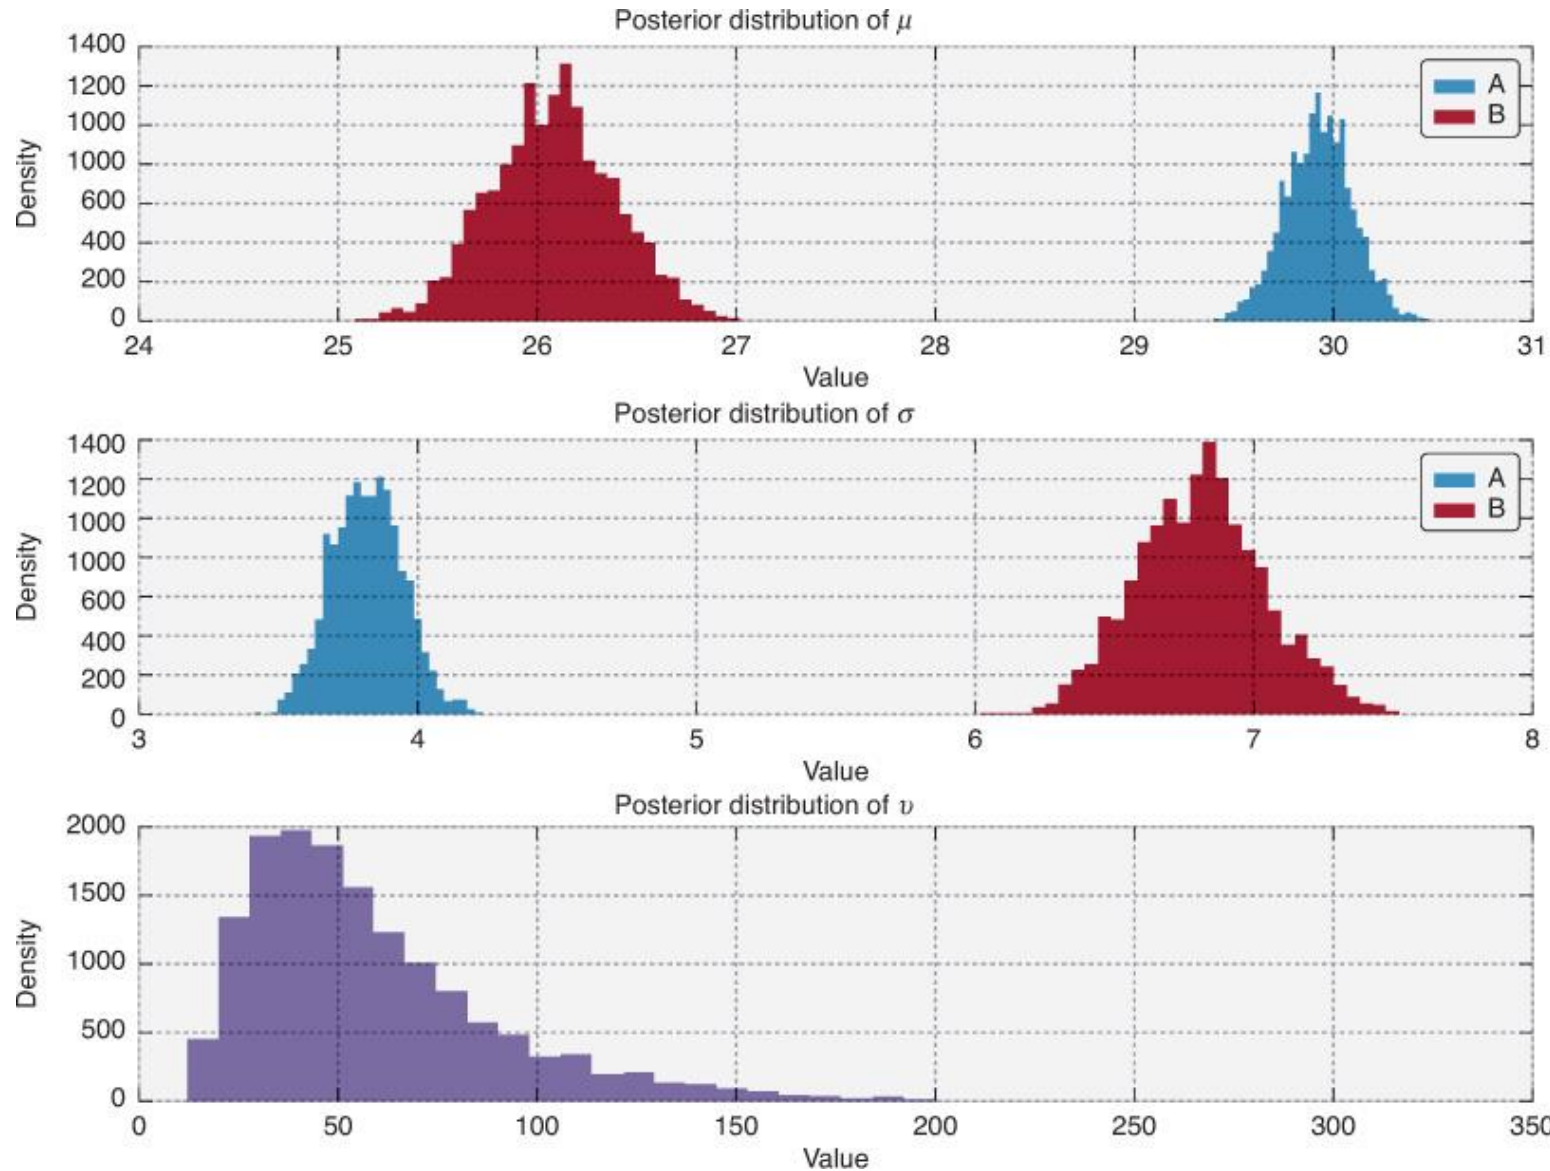 Posterior distribution of μ
1400
1200
1000
1000
600
400
200
0
Density
A
B
24 25 26 27 28 29 30 31
Value
Posterior distribution of σ
1400
1200
1000
1000
600
400
200
0
Density
A
B
3 4 5 6 7 8
Value
Posterior distribution of υ
2000
1500
1000
500
0
Density
0 50 100 150 200 250 300 350
Value